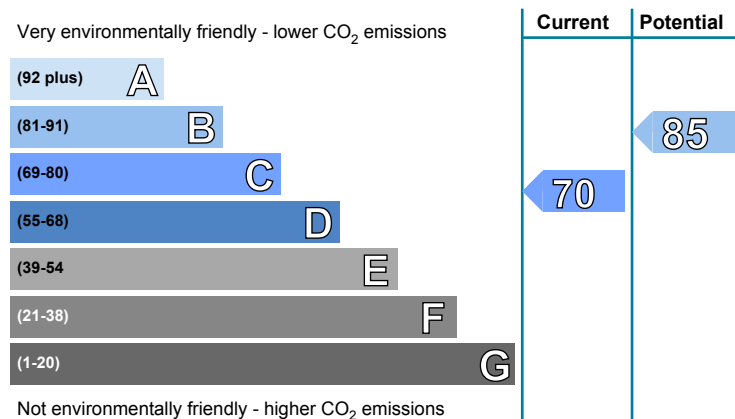 Very environmentally friendly - lower CO2 emissions
Current
Potential
(92 plus) A
(81-91) B
(69-80) C
(55-68) D
(39-54 E
(21-38) F
(1-20) G
70
85
Not environmentally friendly - higher CO2 emissions